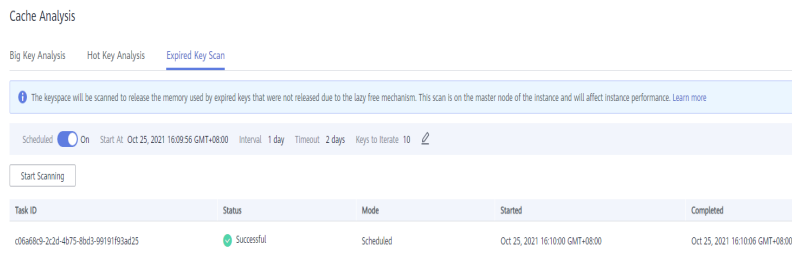 Cache Analysis
Big Key Analysis Hot Key Analysis Expired Key Scan
The keyspace will be scanned to release the memory used by expired keys that were not released due to the lazy free mechanism. This scan is on the master node of the instance and will affect instance performance. Learn more
Scheduled On Start At Oct 25, 2021 16:09:56 GMT+08:00 Interval 1 day Timeout 2 days Keys to Iterate 10
Start Scanning
Task ID Status Mode Started Completed
c06a68c9-2c2d-4b75-8bd3-99191f93ad25 Successful Scheduled Oct 25, 2021 16:10:00 GMT+08:00 Oct 25, 2021 16:10:06 GMT+08:00